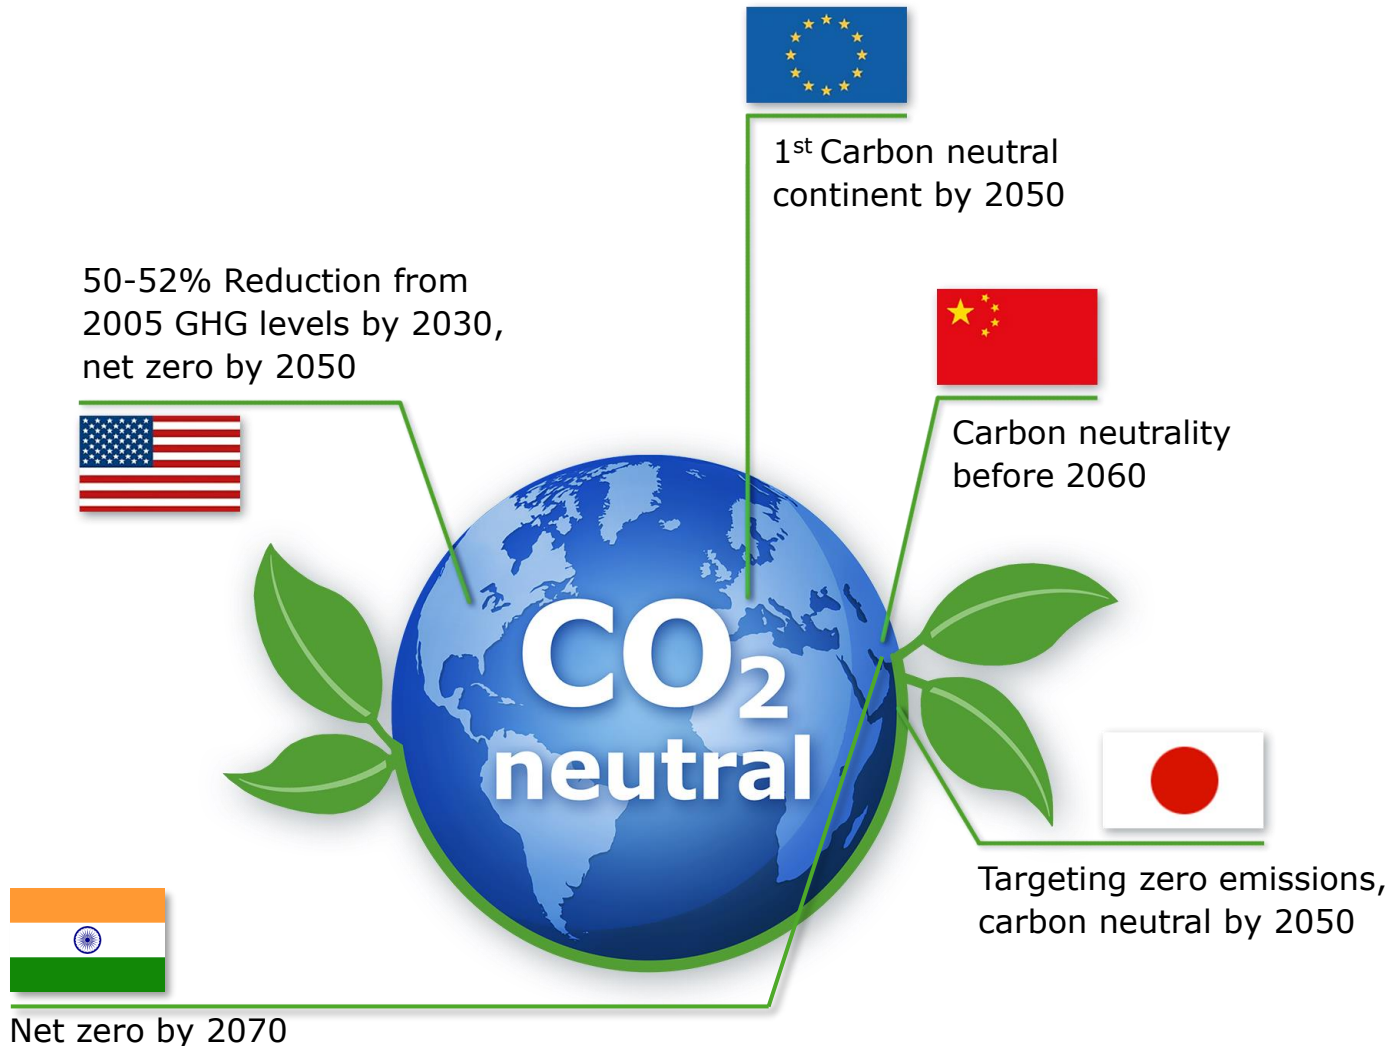 1st Carbon neutral
continent by 2050
50-52% Reduction from
2005 GHG levels by 2030,
net zero by 2050
Carbon neutrality
before 2060
CO2
neutral
Targeting zero emissions,
carbon neutral by 2050
Net zero by 2070